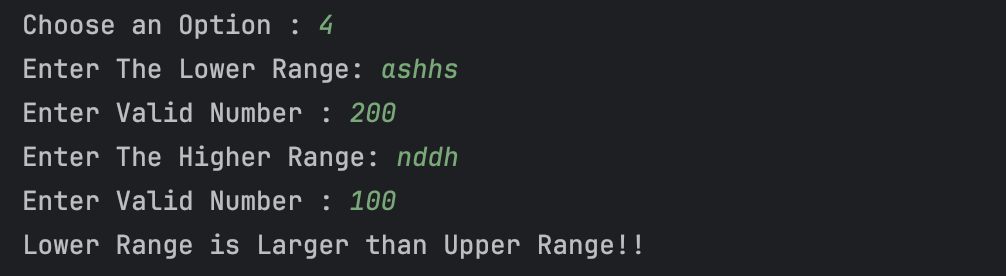 Choose an Option : 4
Enter The Lower Range: ashhs
Enter Valid Number : 200
Enter The Higher Range: nddh
Enter Valid Number : 100
Lower Range is Larger than Upper Range!!